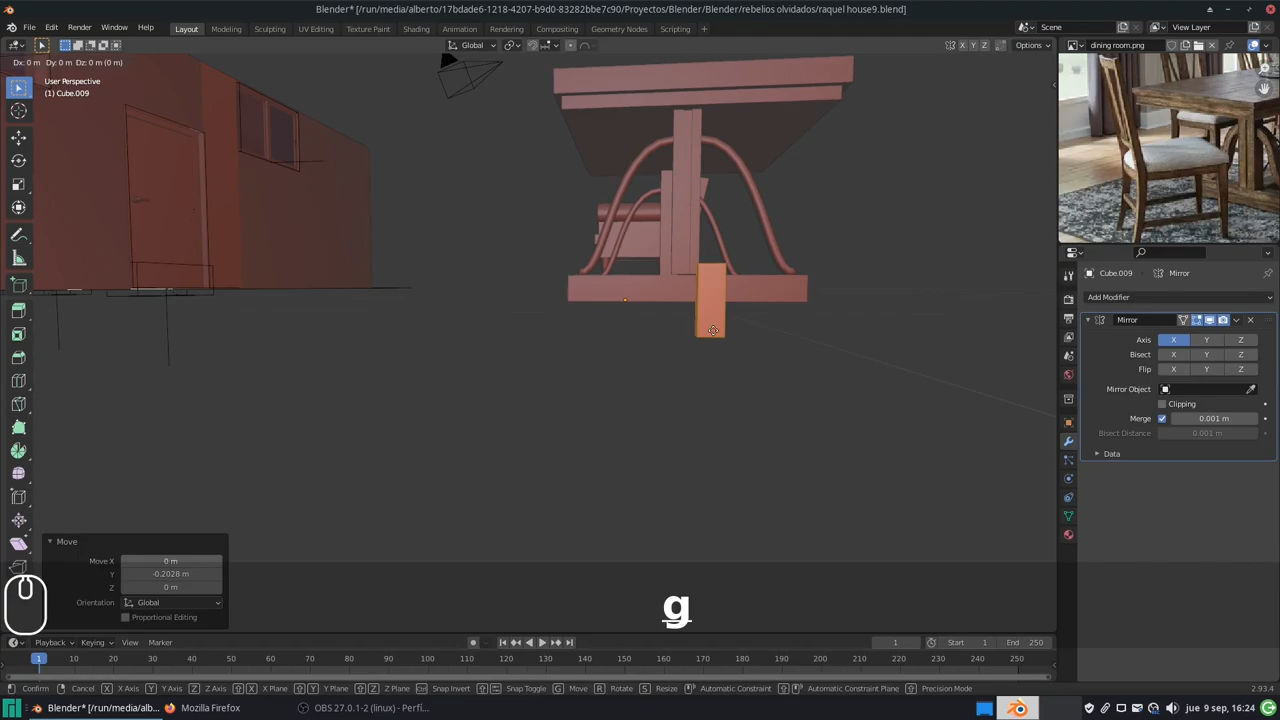 Blender* [/run/media/alberto/17bdade6-1218-4207-b9d0-83282bbe7c90/Proyectos/Blender/Blender/rebelios olvidados/raquel house9.blend]
File Edit Render Window Help Layout Modeling Sculpting UV Editing Texture Paint Shading Animation Rendering Compositing Geometry Nodes Scripting Scene View Layer
Global X Y Z Options dining room.png
Dx: 0 m Dy: 0 m Dz: 0 m (0 m)
User Perspective
(1) Cube.009
Cube.009 Mirror
Add Modifier
Mirror
Axis X Y Z
Bisect X Y Z
Flip X Y Z
Mirror Object
Clipping
Merge 0.001 m
Bisect Distance 0.001 m
Data
Move
Move X 0 m
Y -0.2028 m
Z 0 m
Orientation Global
Proportional Editing
g
Playback Keying View Marker 1 Start 1 End 250
1 10 20 30 40 50 60 70 80 90 100 110 120 130 140 150 160 170 180 190 200 210 220 230 240 250
Confirm Cancel X X Axis Y Y Axis Z Z Axis X X Plane Y Y Plane Z Z Plane Snap Invert Snap Toggle G Move R Rotate S Resize Automatic Constraint Automatic Constraint Plane Precision Mode 2.93.4
Blender* [/run/media/alberto/17bdade6-... Mozilla Firefox OBS 27.0.1-2 (linux) - Perfi... jue 9 sep, 16:24